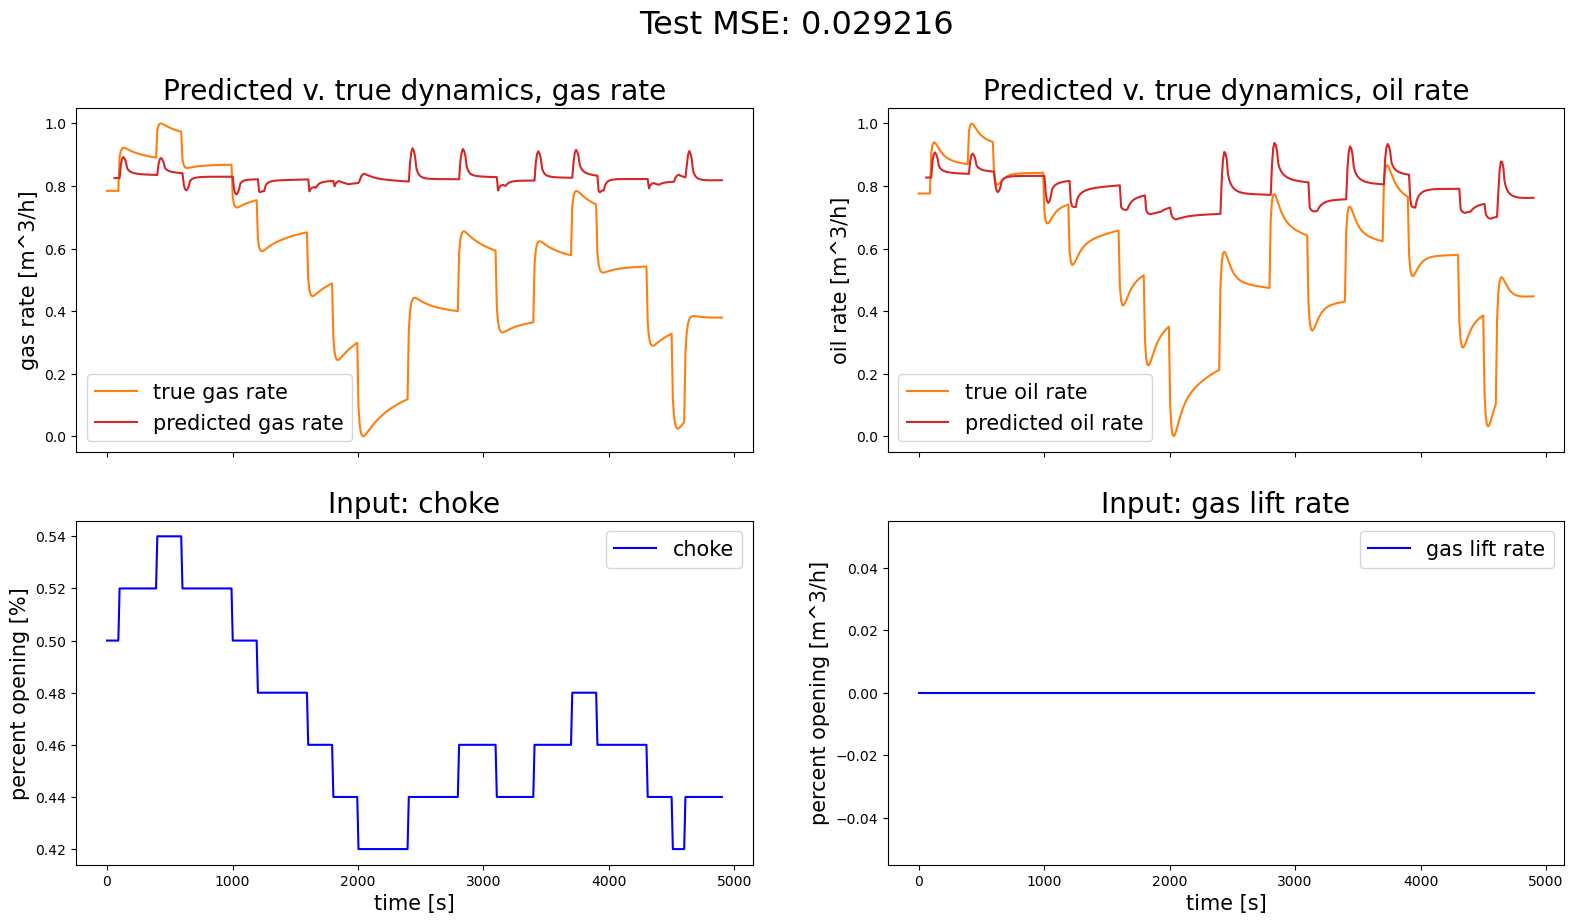 Test MSE: 0.029216
Predicted v. true dynamics, gas rate
gas rate [m^3/h]
1.0
0.8
0.6
0.4
0.2
0.0
true gas rate
predicted gas rate
Predicted v. true dynamics, oil rate
oil rate [m^3/h]
1.0
0.8
0.6
0.4
0.2
0.0
true oil rate
predicted oil rate
Input: choke
percent opening [%]
0.54
0.52
0.50
0.48
0.46
0.44
0.42
choke
0 1000 2000 3000 4000 5000
time [s]
Input: gas lift rate
percent opening [m^3/h]
0.04
0.02
0.00
−0.02
−0.04
gas lift rate
0 1000 2000 3000 4000 5000
time [s]